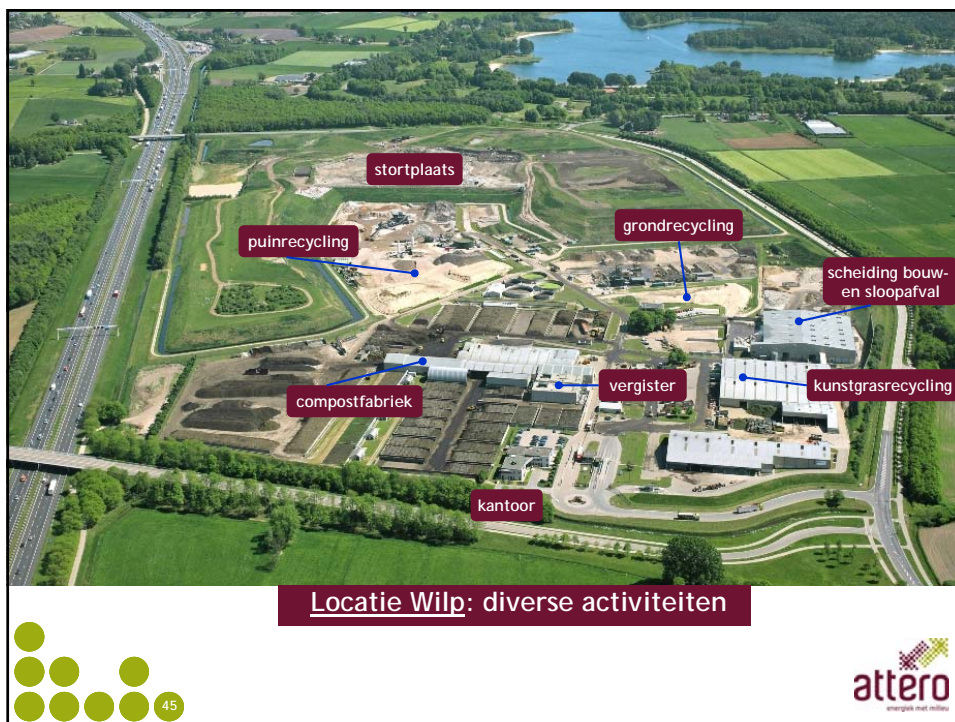 stortplaats
puinrecycling
grondrecycling
scheiding bouw-
en sloopafval
compostfabriek
vergister
kunstgrasrecycling
kantoor
Locatie Wilp: diverse activiteiten
45
attero
energiek met milieu